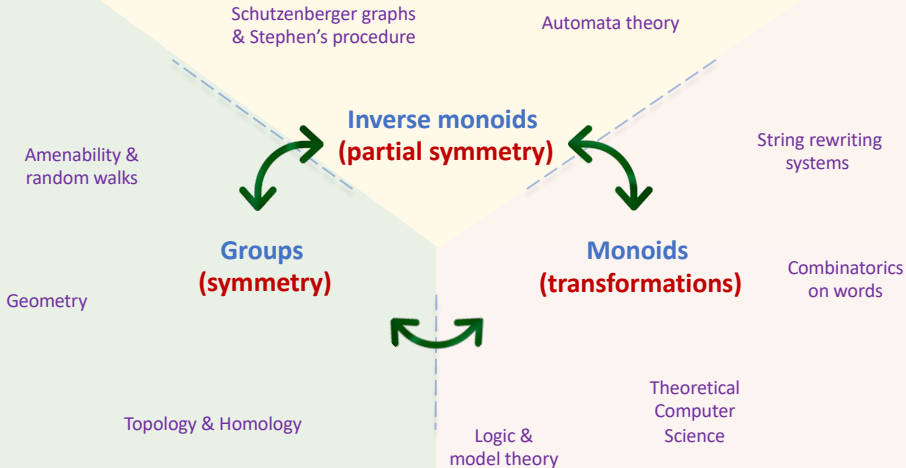 Schutzenberger graphs
& Stephen's procedure
Automata theory
Inverse monoids
(partial symmetry)
Amenability &
random walks
String rewriting
systems
Groups
(symmetry)
Monoids
(transformations)
Geometry
Combinatorics
on words
Topology & Homology
Logic &
model theory
Theoretical
Computer
Science